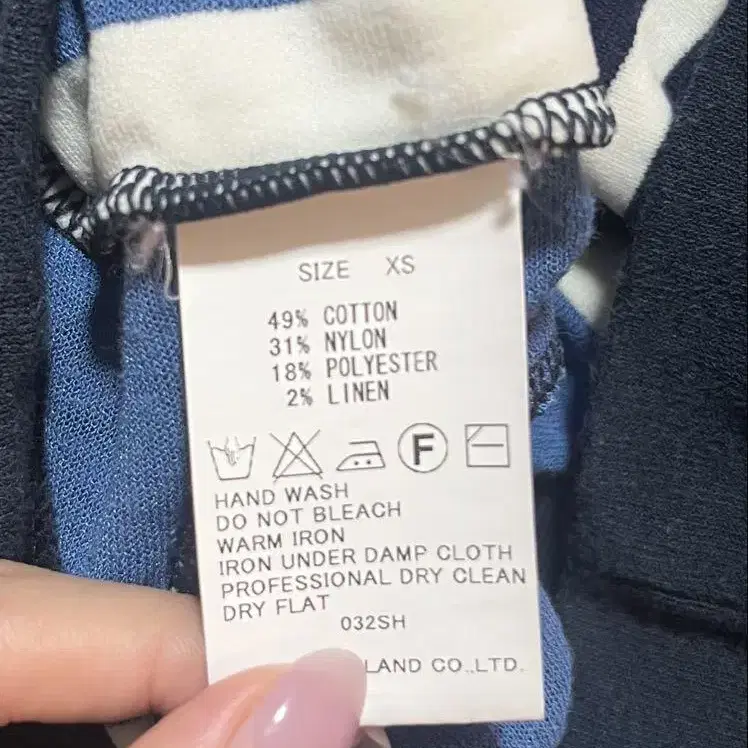 SIZE XS
49% COTTON
31% NYLON
18% POLYESTER
2% LINEN
F
HAND WASH
DO NOT BLEACH
WARM IRON
IRON UNDER DAMP CLOTH
PROFESSIONAL DRY CLEAN
DRY FLAT
032SH
LAND CO.,LTD.